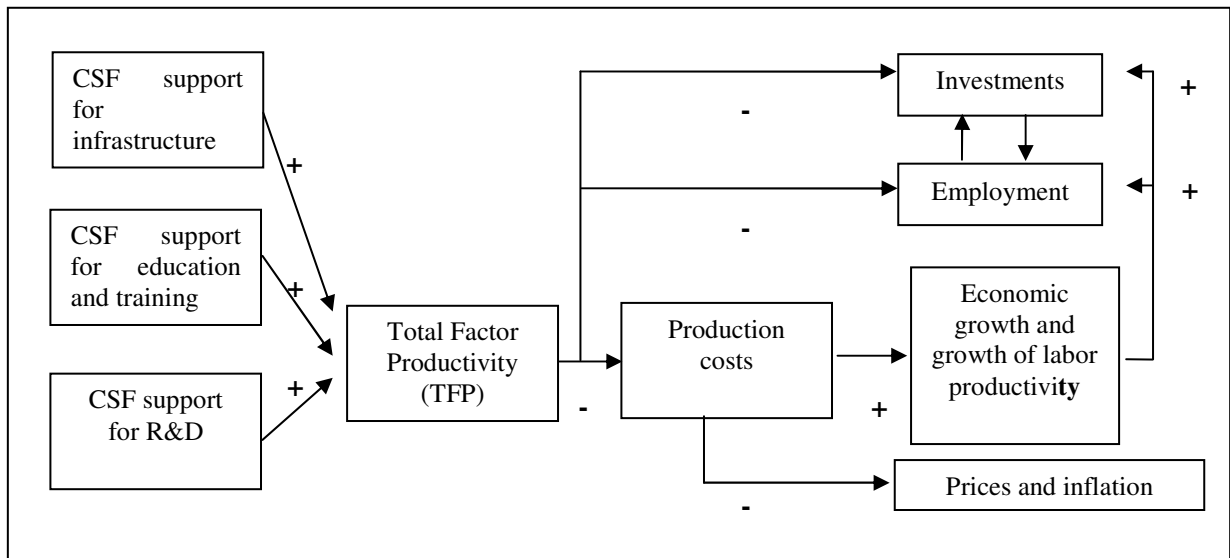 CSF support
for
infrastructure
+
CSF support
for education
and training
+
CSF support
for R&D
+
Total Factor
Productivity
(TFP)
-
Production
costs
+
-
Investments
-
+
Employment
-
+
Economic
growth and
growth of labor
productivity
Prices and inflation